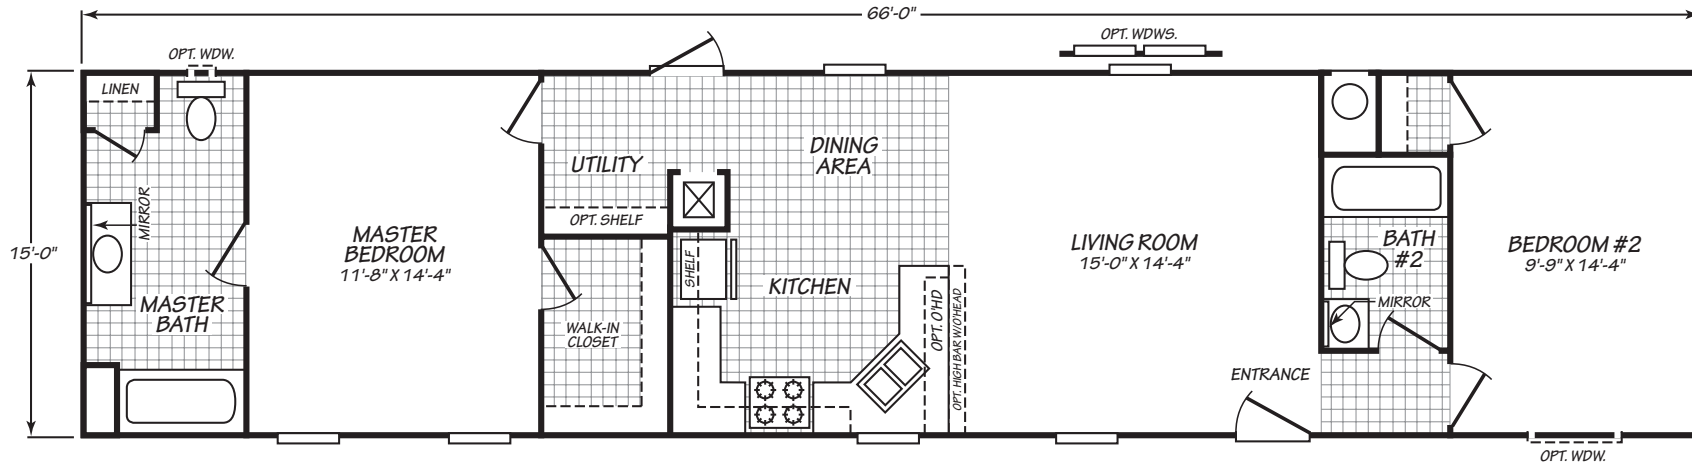 66'-0"
OPT. WDW.
OPT. WDWS.
LINEN
DINING
AREA
UTILITY
MIRROR
OPT. SHELF
15'-0"
MASTER
BEDROOM
11'-8" X 14'-4"
LIVING ROOM
15'-0" X 14'-4"
BATH
#2
BEDROOM #2
9'-9" X 14'-4"
SHELF
KITCHEN
MASTER
BATH
WALK-IN
CLOSET
OPT. O'HD
OPT. HIGH BAR W/O'HEAD
MIRROR
ENTRANCE
OPT. WDW.